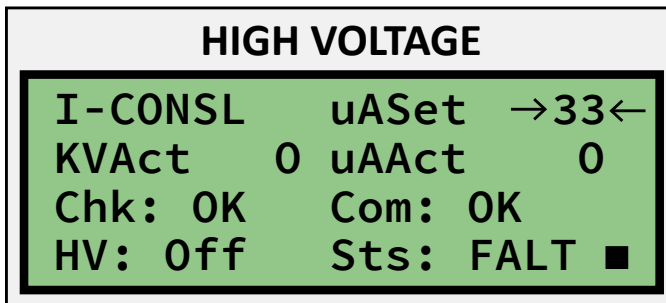 HIGH VOLTAGE
I-CONSL uASet →33←
KVAct 0 uAAct 0
Chk: OK Com: OK
HV: Off Sts: FALT ■